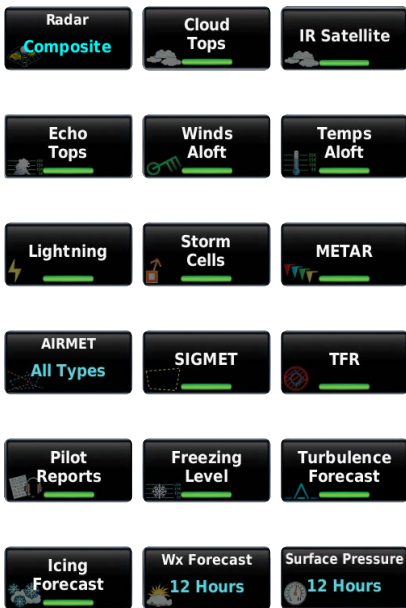 Radar
Composite
Cloud
Tops
IR Satellite
Echo
Tops
Winds
Aloft
Temps
Aloft
Lightning
Storm
Cells
METAR
AIRMET
All Types
SIGMET
TFR
Pilot
Reports
Freezing
Level
Turbulence
Forecast
Icing
Forecast
Wx Forecast
12 Hours
Surface Pressure
12 Hours